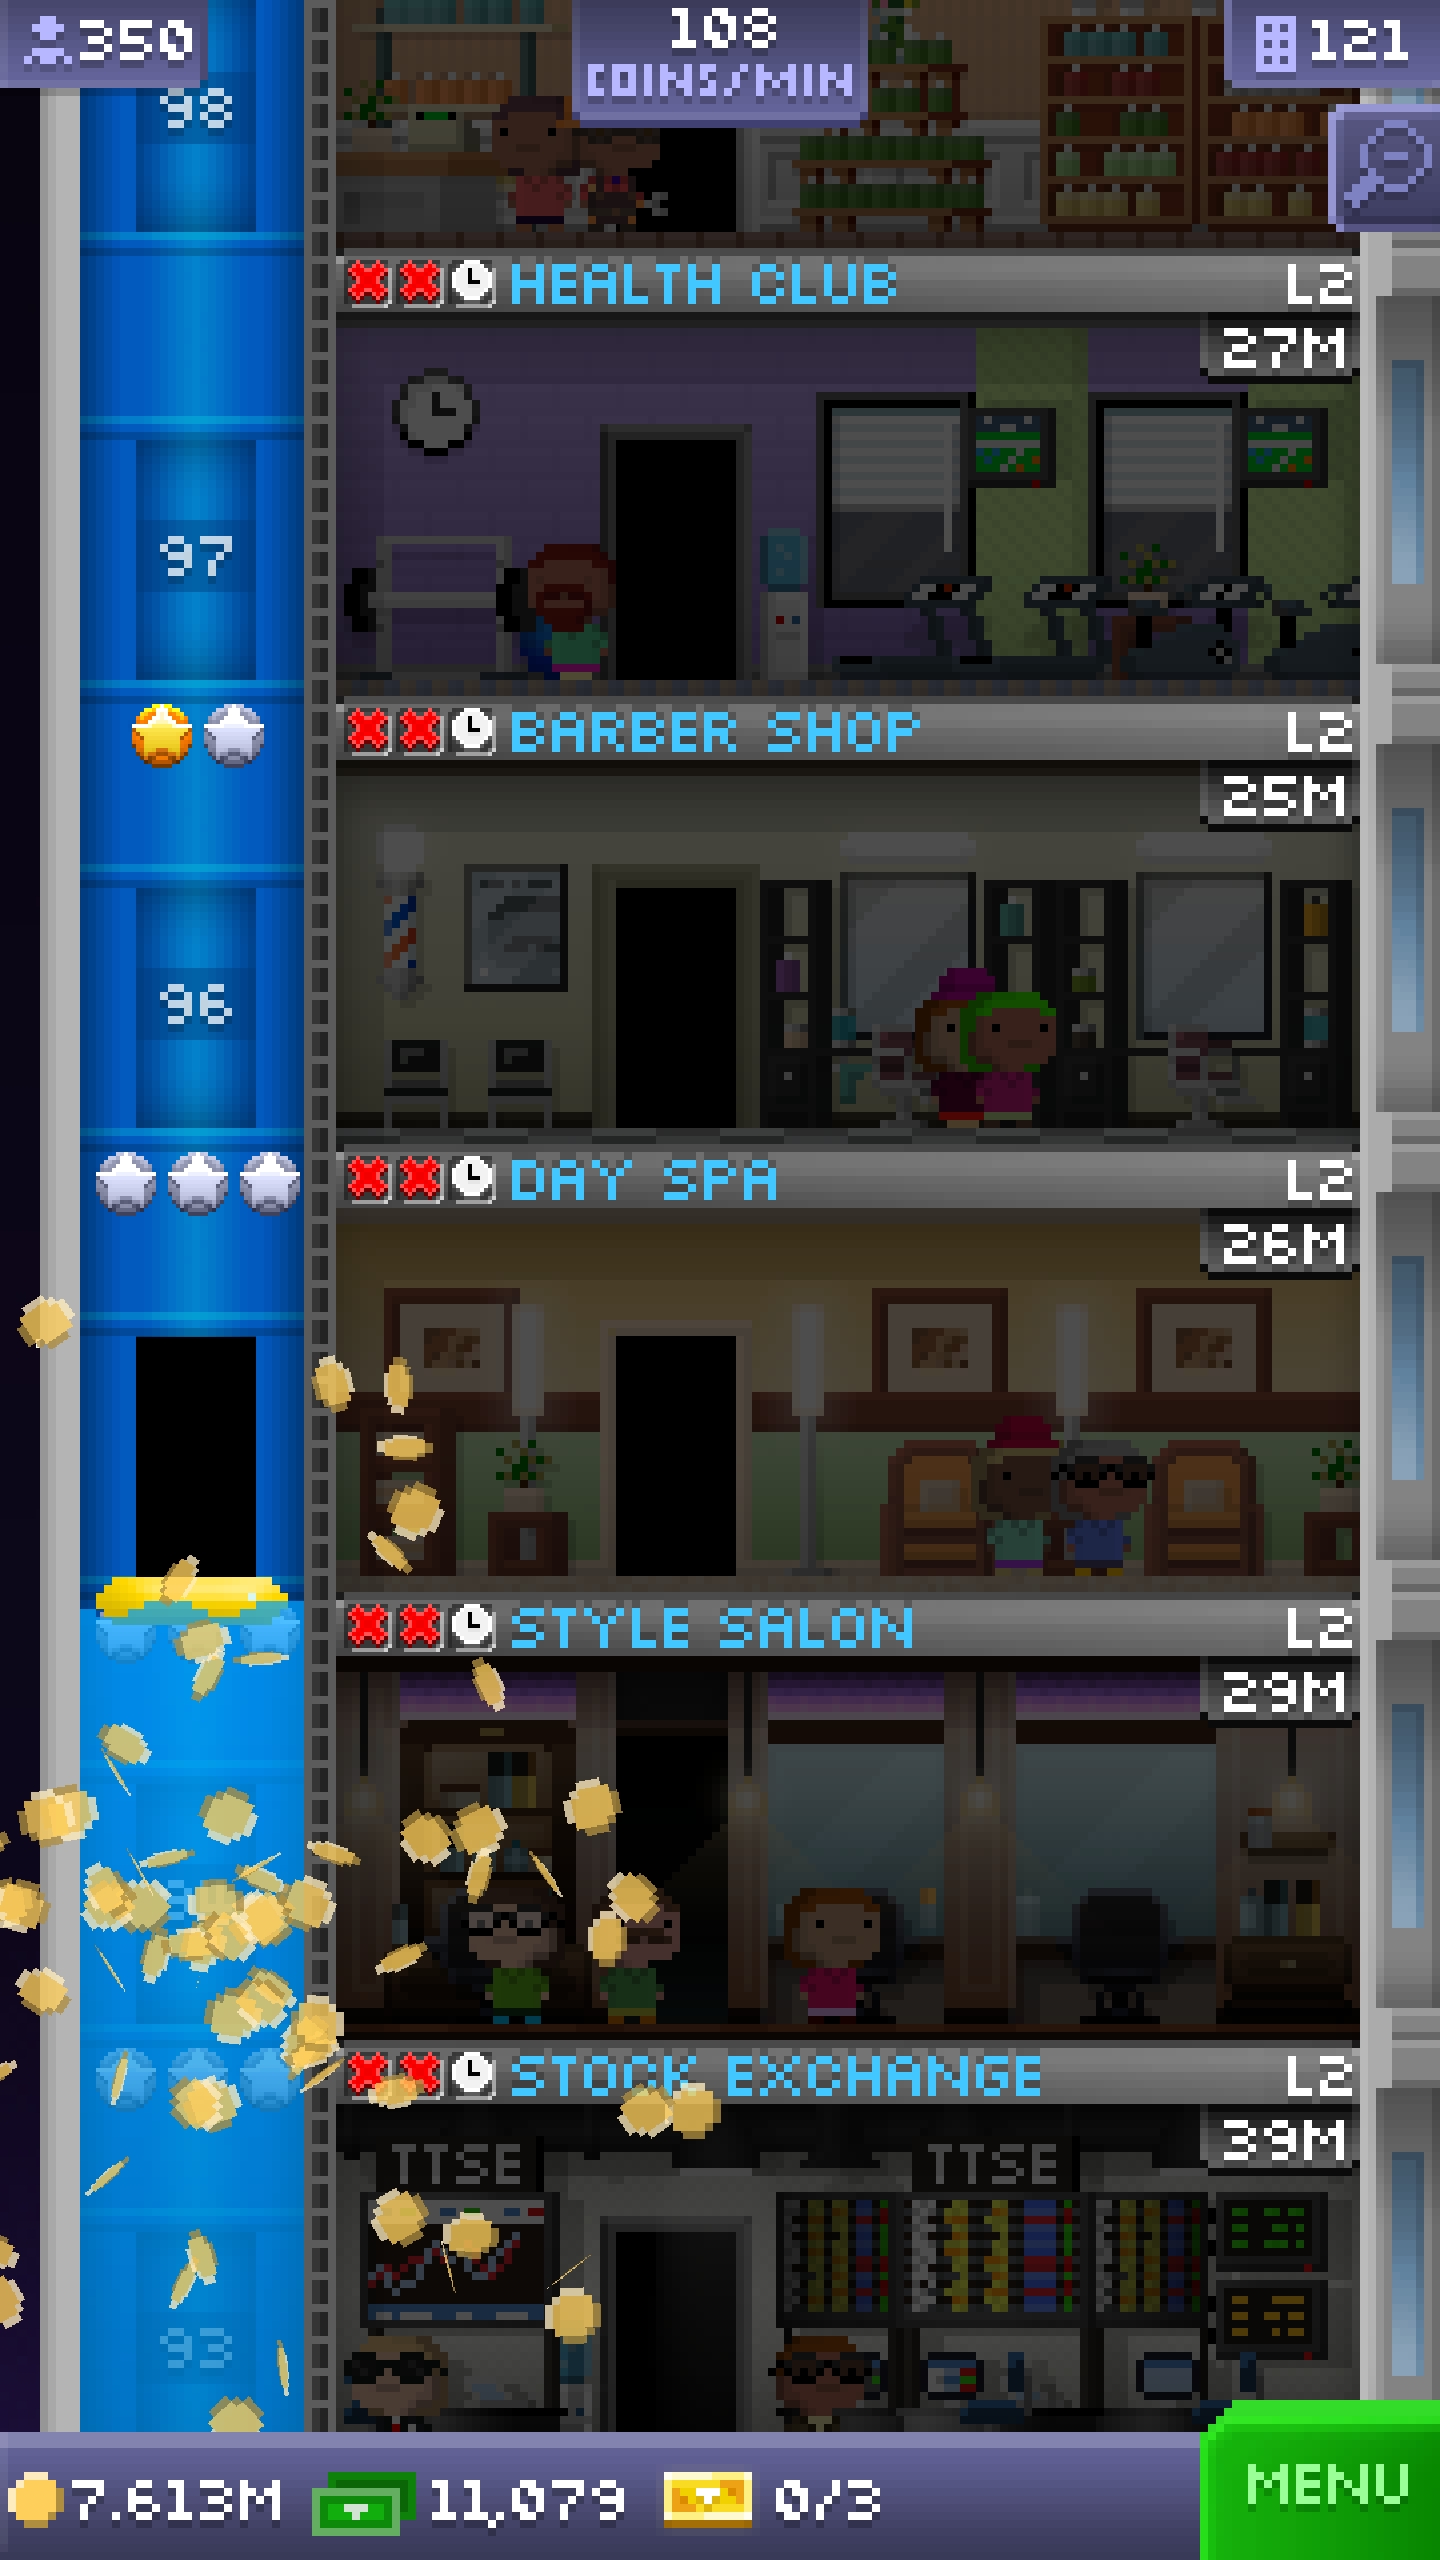 350
108
COINS/MIN
121
98
HEALTH CLUB L2
27M
97
BARBER SHOP L2
25M
96
DAY SPA L2
26M
STYLE SALON L2
29M
STOCK EXCHANGE L2
39M
TTSE TTSE
93
7.613M 11,079 0/3 MENU